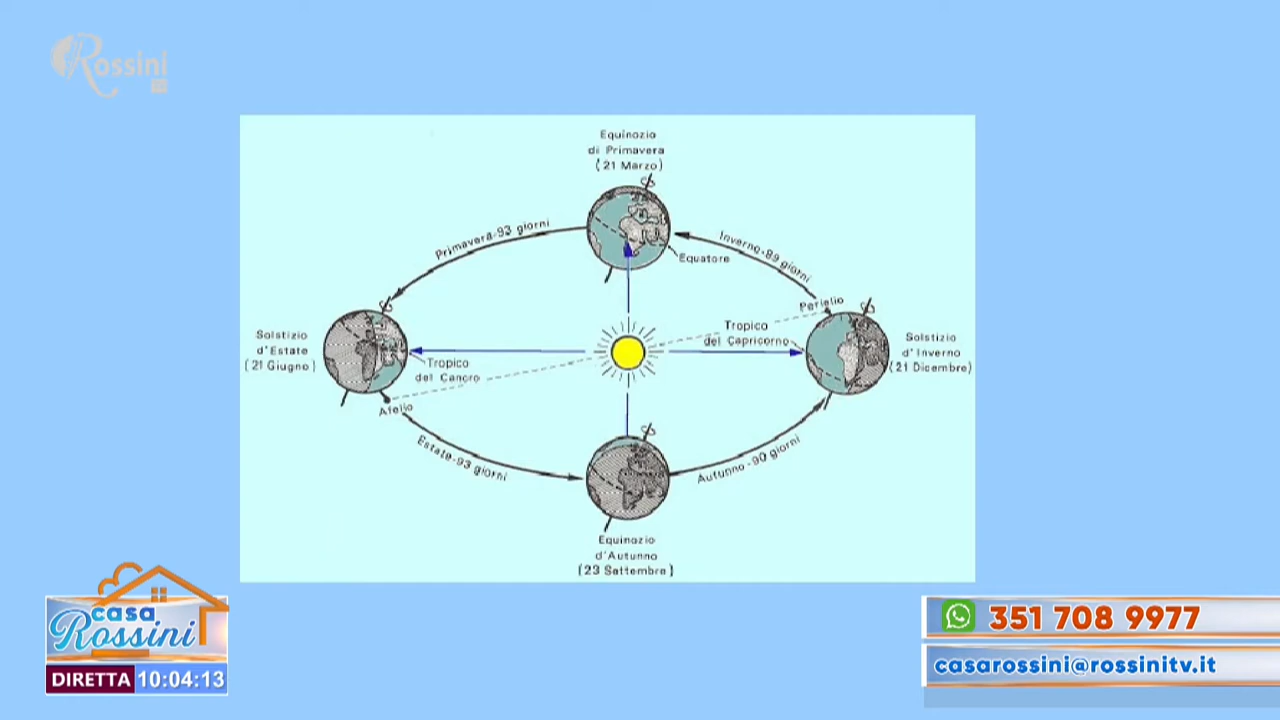 Rossini
TV
Equinozio
di Primavera
(21 Marzo)
Primavera-93 giorni
Inverno-89 giorni
Equatore
Perielio
Solstizio
d'Estate
(21 Giugno)
Tropico
del Cancro
Tropico
del Capricorno
Solstizio
d'Inverno
(21 Dicembre)
Afelio
Estate-93 giorni
Autunno-90 giorni
Equinozio
d'Autunno
(23 Settembre)
casa
Rossini
DIRETTA 10:04:13
351 708 9977
casarossini@rossinitv.it